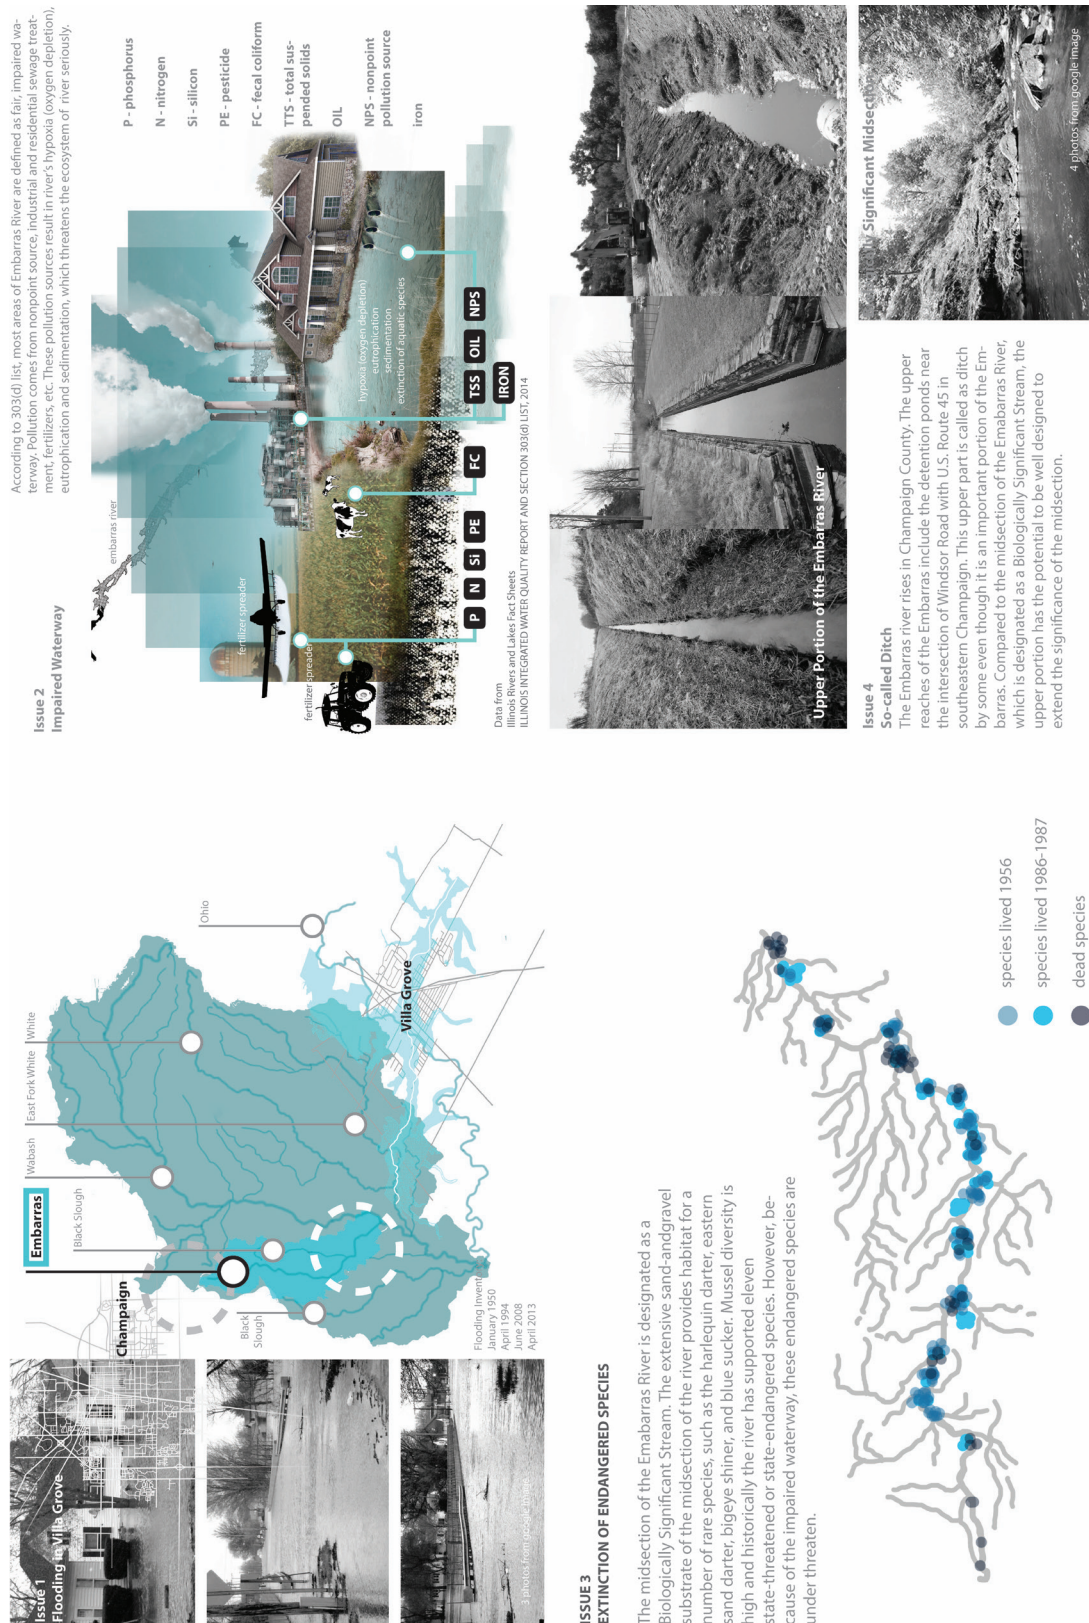 Issue 1
Flooding in Villa Grove
3 photos from google image
Champaign
Embarras
Black Slough
Black
Slough
Wabash
East Fork White
White
Ohio
Villa Grove
January 1950
April 1994
June 2008
April 2013
Issue 2
Impaired Waterway
According to 303(d) list, most areas of Embarras River are defined as fair, impaired wa-
terway. Pollution comes from nonpoint source, industrial and residential sewage treat-
ment, fertilizers, etc. These pollution sources result in river's hypoxia (oxygen depletion),
eutrophication and sedimentation, which threatens the ecosystem of river seriously.
embarras river
fertilizer spreader
fertilizer spreader
hypoxia (oxygen depletion)
eutrophication
sedimentation
extinction of aquatic species
P N Si PE FC TSS OIL NPS
IRON
Data from
Illinois Rivers and Lakes Fact Sheets
ILLINOIS INTEGRATED WATER QUALITY REPORT AND SECTION 303(d) LIST, 2014
P - phosphorus
N - nitrogen
Si - silicon
PE - pesticide
FC - fecal coliform
TTS - total sus-
pended solids
OIL
NPS - nonpoint
pollution source
iron
ISSUE 3
EXTINCTION OF ENDANGERED SPECIES
The midsection of the Emabarras River is designated as a
Biologically Significant Stream. The extensive sand-andgravel
substrate of the midsection of the river provides habitat for a
number of rare species, such as the harlequin darter, eastern
sand darter, bigeye shiner, and blue sucker. Mussel diversity is
high and historically the river has supported eleven
state-threatened or state-endangered species. However, be-
cause of the impaired waterway, these endangered species are
under threaten.
species lived 1956
species lived 1986-1987
dead species
Upper Portion of the Embarras River
Issue 4
So-called Ditch
The Embarras river rises in Champaign County. The upper
reaches of the Embarras include the detention ponds near
the intersection of Windsor Road with U.S. Route 45 in
southeastern Champaign. This upper part is called as ditch
by some even though it is an important portion of the Em-
barras. Compared to the midsection of the Embarras River,
which is designated as a Biologically Significant Stream, the
upper portion has the potential to be well designed to
extend the significance of the midsection.
Significant Midsection
4 photos from google image